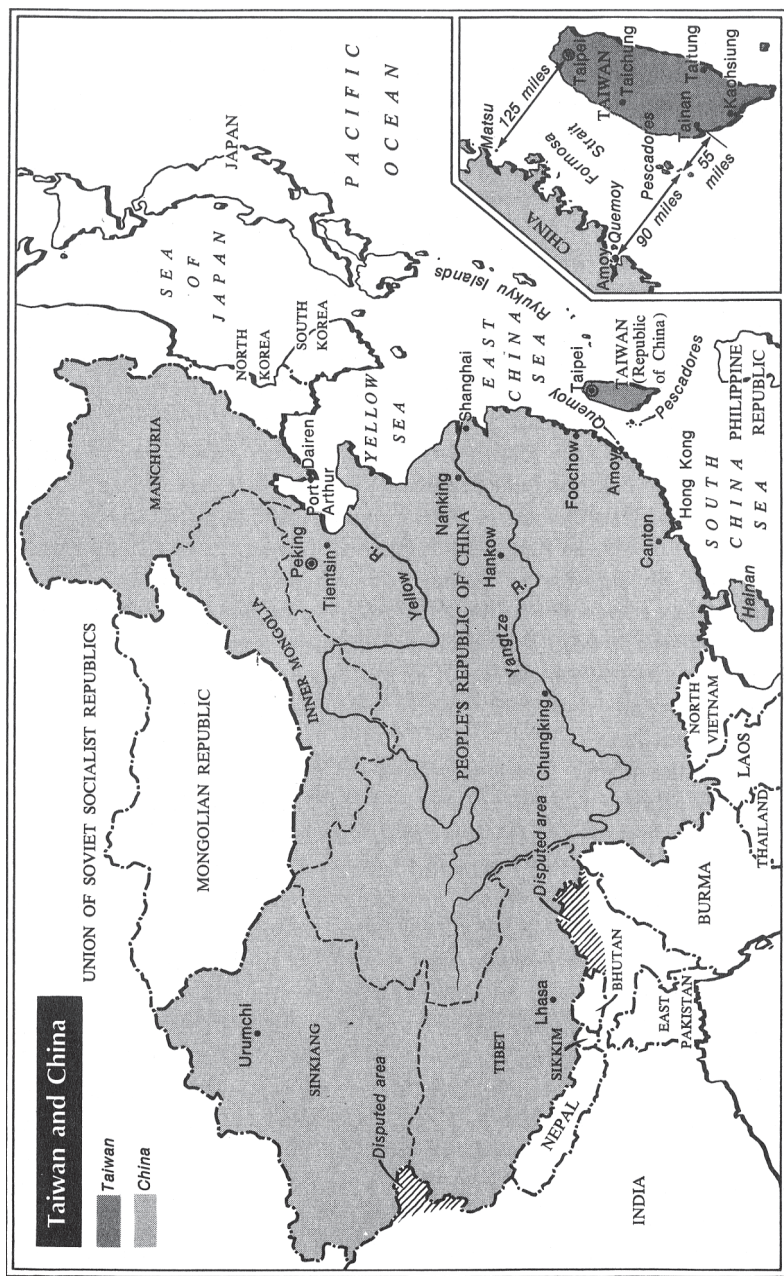 Taiwan and China
Taiwan
China
UNION OF SOVIET SOCIALIST REPUBLICS
MONGOLIAN REPUBLIC
MANCHURIA
INNER MONGOLIA
Urumchi
SINKIANG
Disputed area
TIBET
Lhasa
SIKKIM
NEPAL
BHUTAN
INDIA
EAST
PAKISTAN
Disputed area
BURMA
THAILAND
LAOS
NORTH
VIETNAM
PEOPLE'S REPUBLIC OF CHINA
Peking
Tientsin
Port
Arthur
Dairen
Yellow R.
Yangtze R.
Nanking
Shanghai
Hankow
Chungking
Foochow
Amoy
Quemoy
Canton
Hong Kong
Hainan
Taipei
TAIWAN
(Republic
of China)
Pescadores
NORTH
KOREA
SOUTH
KOREA
SEA
OF
JAPAN
JAPAN
YELLOW
SEA
EAST
CHINA
SEA
Ryukyu Islands
PACIFIC
OCEAN
SOUTH
CHINA
SEA
PHILIPPINE
REPUBLIC
Matsu
125 miles
Taipei
TAIWAN
Taichung
Formosa
Strait
CHINA
Amoy
Quemoy
Pescadores
Tainan
Taitung
Kaohsiung
90 miles
55
miles